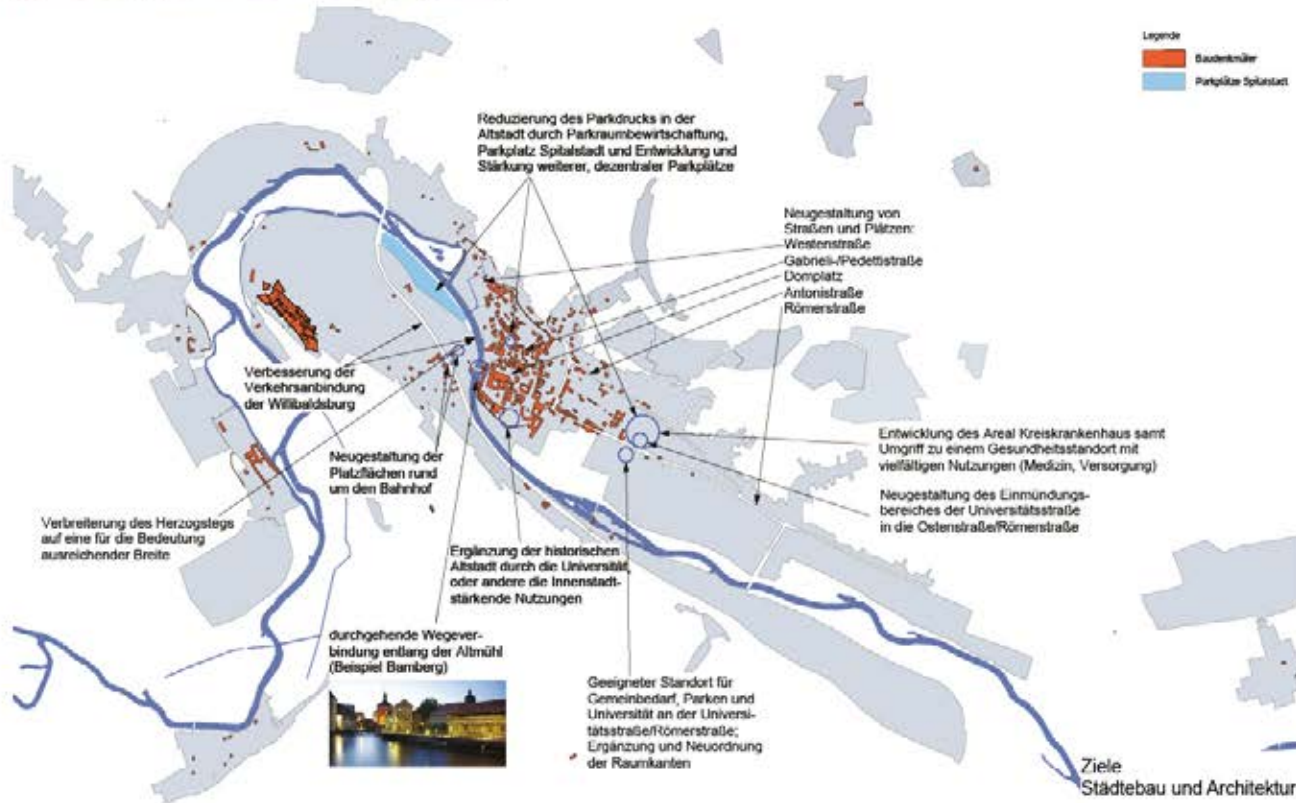 Legende
Baudenkmäler
Parkplätze Spitalstadt
Reduzierung des Parkdrucks in der
Altstadt durch Parkraumbewirtschaftung,
Parkplatz Spitalstadt und Entwicklung und
Stärkung weiterer, dezentraler Parkplätze
Neugestaltung von
Straßen und Plätzen:
Westenstraße
Gabrieli-/Pedettistraße
Domplatz
Antonistraße
Römerstraße
Verbesserung der
Verkehrsanbindung
der Willibaldsburg
Neugestaltung der
Platzflächen rund
um den Bahnhof
Verbreiterung des Herzogstegs
auf eine für die Bedeutung
ausreichender Breite
Entwicklung des Areal Kreiskrankenhaus samt
Umgriff zu einem Gesundheitsstandort mit
vielfältigen Nutzungen (Medizin, Versorgung)
Neugestaltung des Einmündungs-
bereiches der Universitätsstraße
in die Ostenstraße/Römerstraße
Ergänzung der historischen
Altstadt durch die Universität,
oder andere die Innenstadt-
stärkende Nutzungen
durchgehende Wegever-
bindung entlang der Altmühl
(Beispiel Bamberg)
Geeigneter Standort für
Gemeinbedarf, Parken und
Universität an der Universi-
tätsstraße/Römerstraße;
Ergänzung und Neuordnung
der Raumkanten
Ziele
Städtebau und Architektur